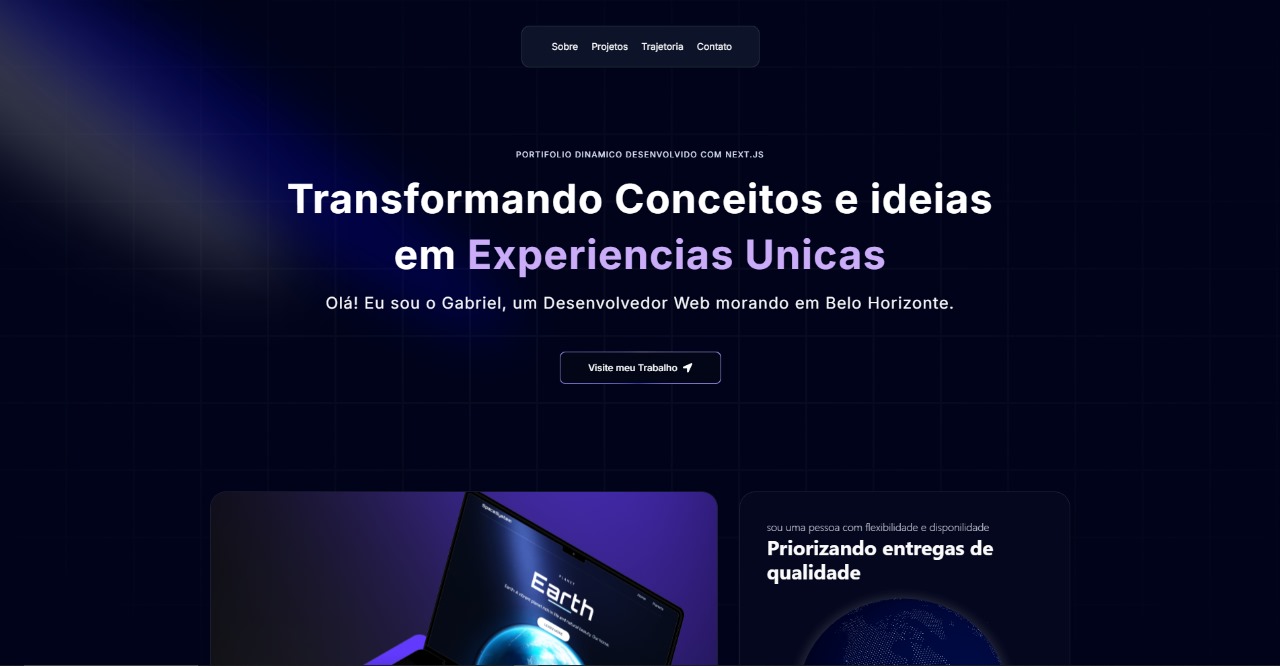 Sobre Projetos Trajetoria Contato
PORTIFOLIO DINAMICO DESENVOLVIDO COM NEXT.JS
Transformando Conceitos e ideias
em Experiencias Unicas
Olá! Eu sou o Gabriel, um Desenvolvedor Web morando em Belo Horizonte.
Visite meu Trabalho
sou uma pessoa com flexibilidade e disponilidade
Priorizando entregas de
qualidade
PLANET
Earth